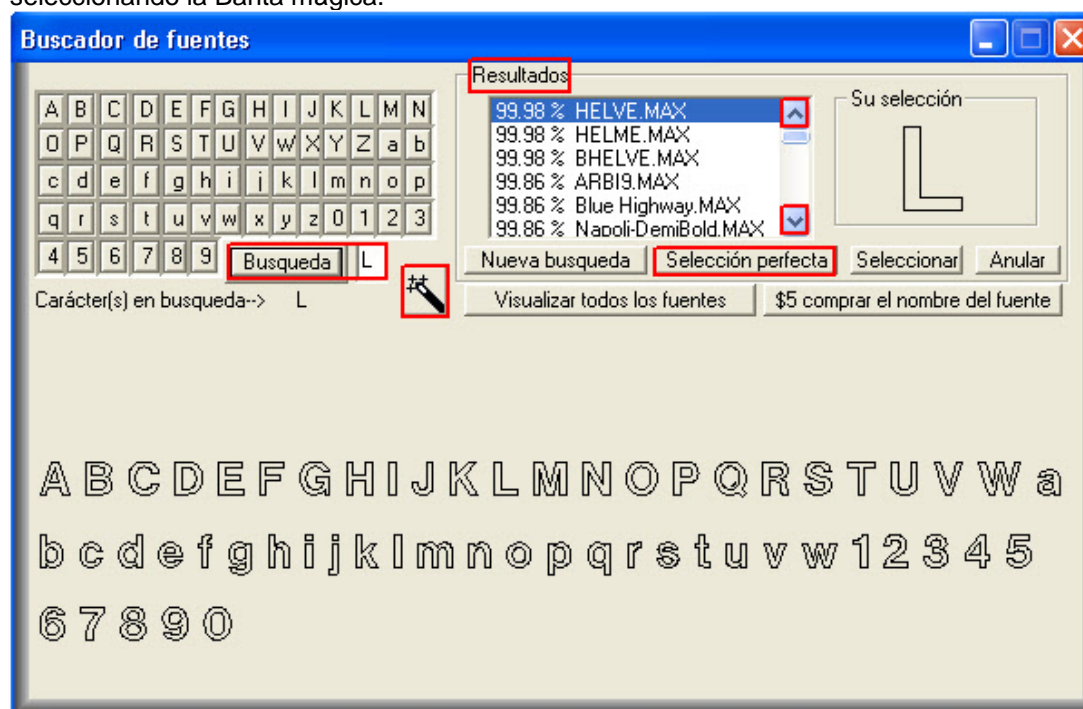 seleccionando la Barita mágica.
Buscador de fuentes
Resultados
A B C D E F G H I J K L M N
O P Q R S T U V W X Y Z a b
c d e f g h i j k l m n o p
q r s t u v w x y z 0 1 2 3
4 5 6 7 8 9 Busqueda L
Carácter(s) en busqueda--> L
99.98 % HELVE.MAX
99.98 % HELME.MAX
99.98 % BHELVE.MAX
99.86 % ARBI9.MAX
99.86 % Blue Highway.MAX
99.86 % Napoli-DemiBold.MAX
Su selección
L
Nueva busqueda Selección perfecta Seleccionar Anular
Visualizar todos los fuentes $5 comprar el nombre del fuente
A B C D E F G H I J K L M N O P Q R S T U V W a
b c d e f g h i j k l m n o p q r s t u v w 1 2 3 4 5
6 7 8 9 0